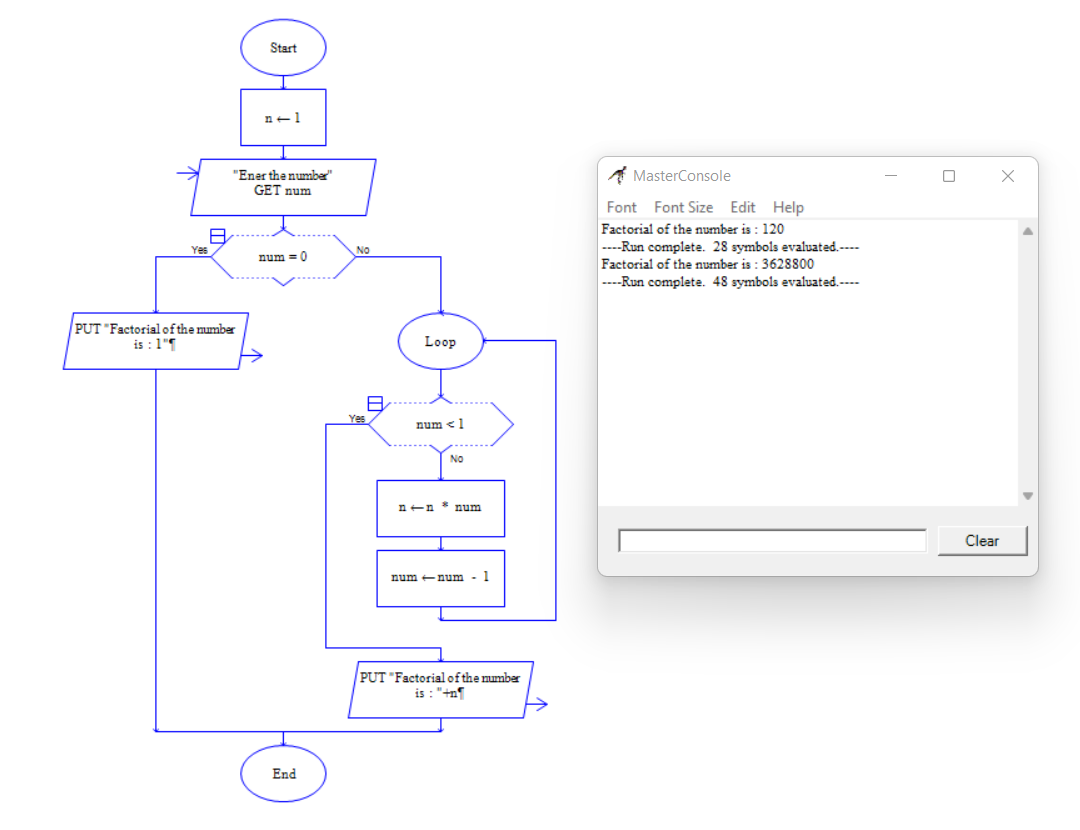 Start
n ← 1
"Ener the number"
GET num
num = 0
Yes
No
PUT "Factorial of the number
is : 1"¶
Loop
num < 1
Yes
No
n ← n * num
num ← num - 1
PUT "Factorial of the number
is : "+n¶
End
MasterConsole
Font Font Size Edit Help
Factorial of the number is : 120
----Run complete. 28 symbols evaluated.----
Factorial of the number is : 3628800
----Run complete. 48 symbols evaluated.----
Clear